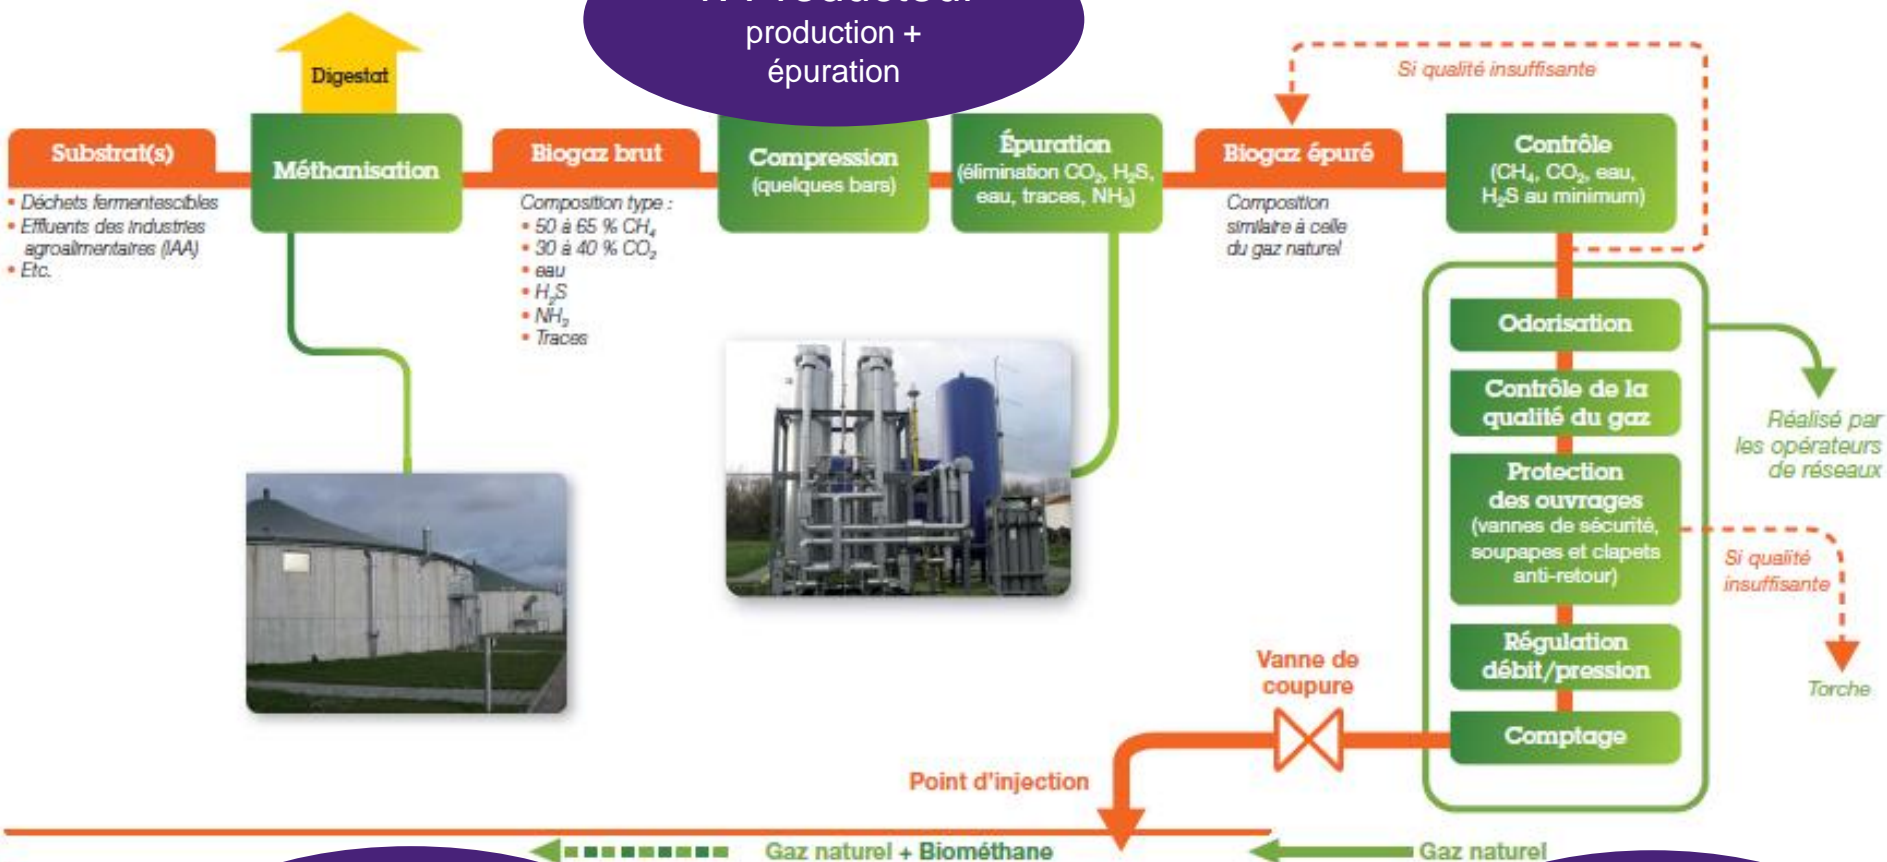 production +
épuration
Digestat
Si qualité insuffisante
Substrat(s)
Méthanisation
Biogaz brut
Compression
(quelques bars)
Épuration
(élimination CO₂, H₂S,
eau, traces, NH₃)
Biogaz épuré
Contrôle
(CH₄, CO₂, eau,
H₂S au minimum)
• Déchets fermentescibles
• Effluents des industries
agroalimentaires (IAA)
• Etc.
Composition type :
• 50 à 65 % CH₄
• 30 à 40 % CO₂
• eau
• H₂S
• NH₃
• Traces
Composition
similaire à celle
du gaz naturel
Odorisation
Contrôle de la
qualité du gaz
Protection
des ouvrages
(vannes de sécurité,
soupapes et clapets
anti-retour)
Régulation
débit/pression
Comptage
Réalisé par
les opérateurs
de réseaux
Si qualité
insuffisante
Torche
Vanne de
coupure
Point d'injection
Gaz naturel + Biométhane
Gaz naturel